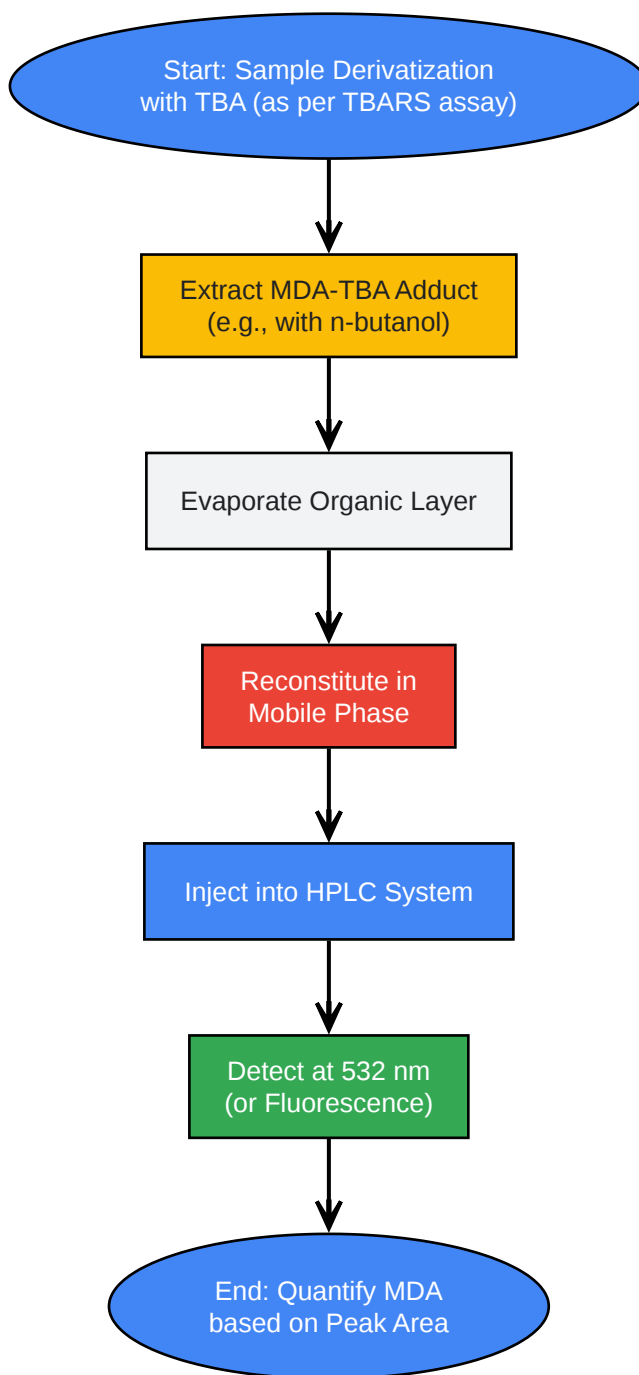 Start: Sample Derivatization
with TBA (as per TBARS assay)
Extract MDA-TBA Adduct
(e.g., with n-butanol)
Evaporate Organic Layer
Reconstitute in
Mobile Phase
Inject into HPLC System
Detect at 532 nm
(or Fluorescence)
End: Quantify MDA
based on Peak Area